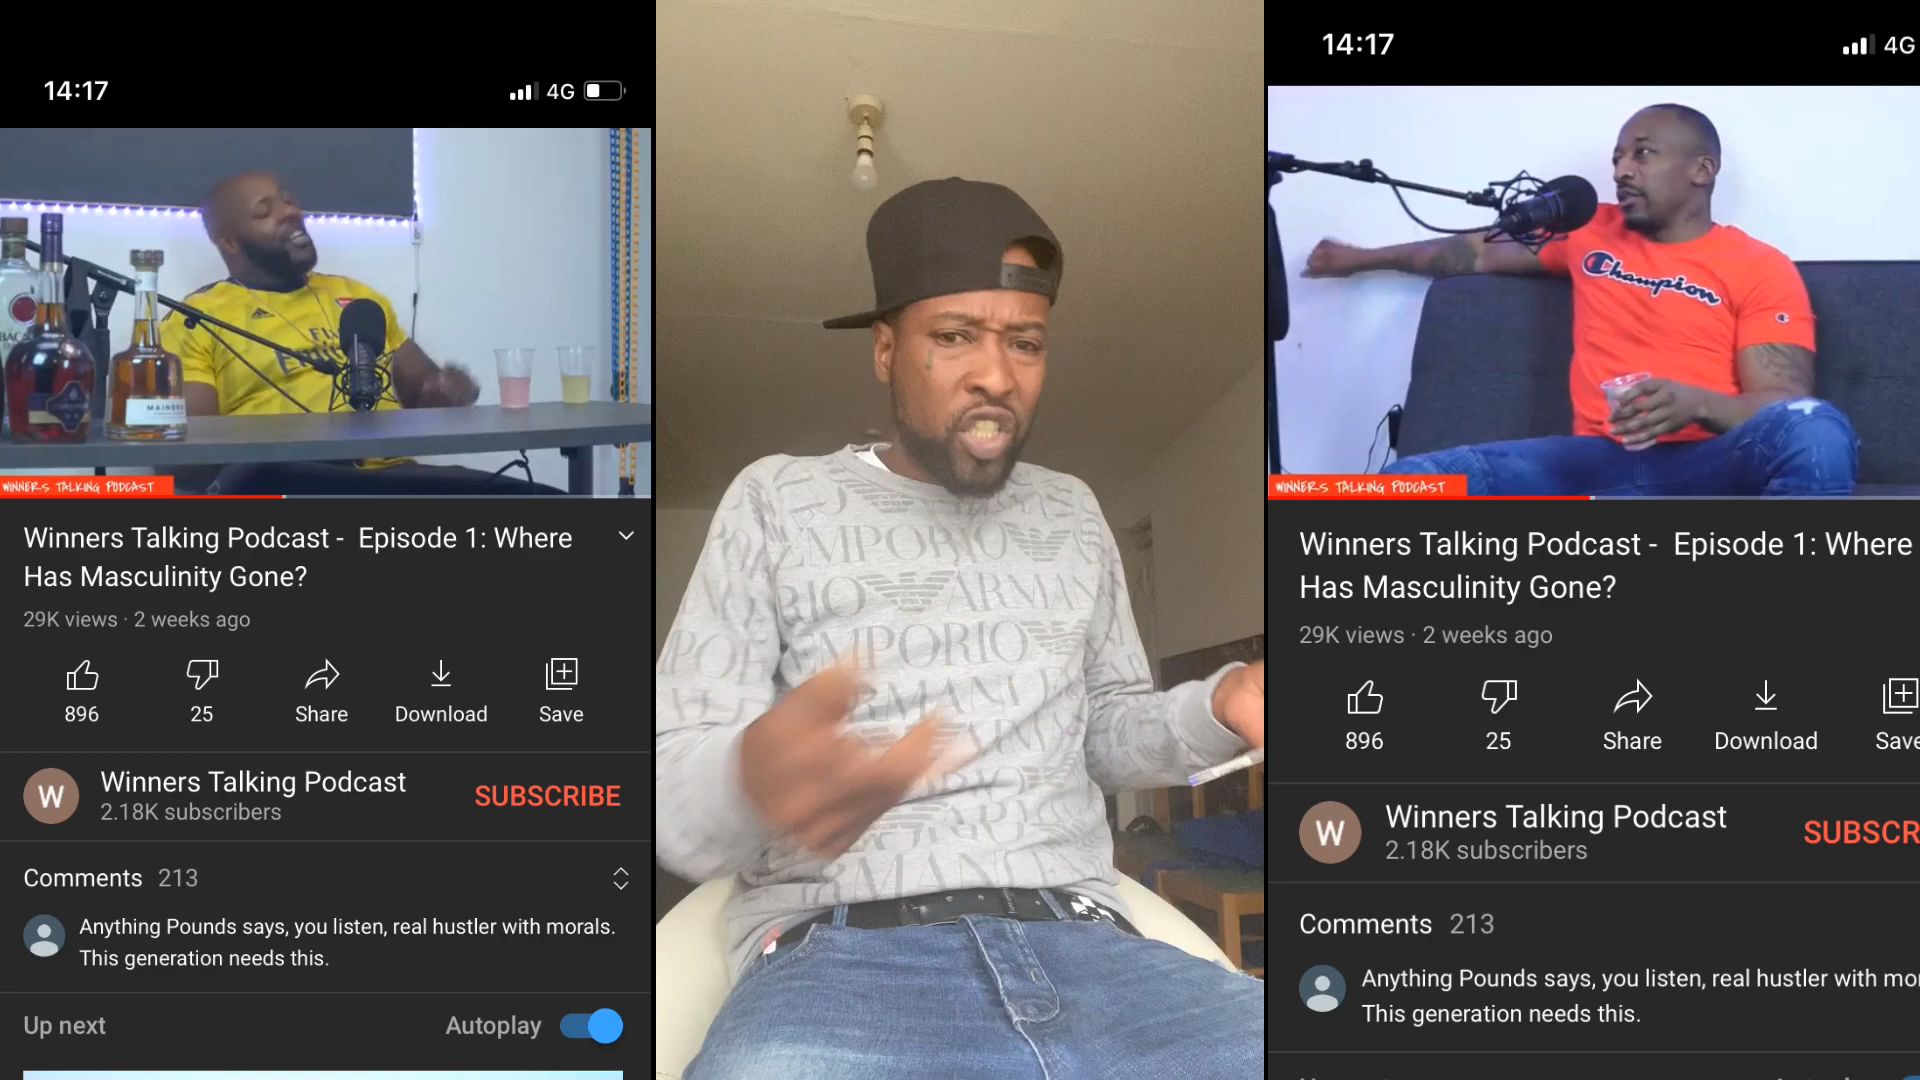 14:17
4G
WINNERS TALKING PODCAST
Winners Talking Podcast - Episode 1: Where
Has Masculinity Gone?
29K views · 2 weeks ago
896
25
Share
Download
Save
W
Winners Talking Podcast
2.18K subscribers
SUBSCRIBE
Comments 213
Anything Pounds says, you listen, real hustler with morals.
This generation needs this.
Up next
Autoplay
EMPORIO
RIO ARMAN
EMPORIO
ARMANI
14:17
4G
Champion
WINNERS TALKING PODCAST
Winners Talking Podcast - Episode 1: Where
Has Masculinity Gone?
29K views · 2 weeks ago
896
25
Share
Download
Save
W
Winners Talking Podcast
2.18K subscribers
SUBSCR
Comments 213
Anything Pounds says, you listen, real hustler with mo
This generation needs this.